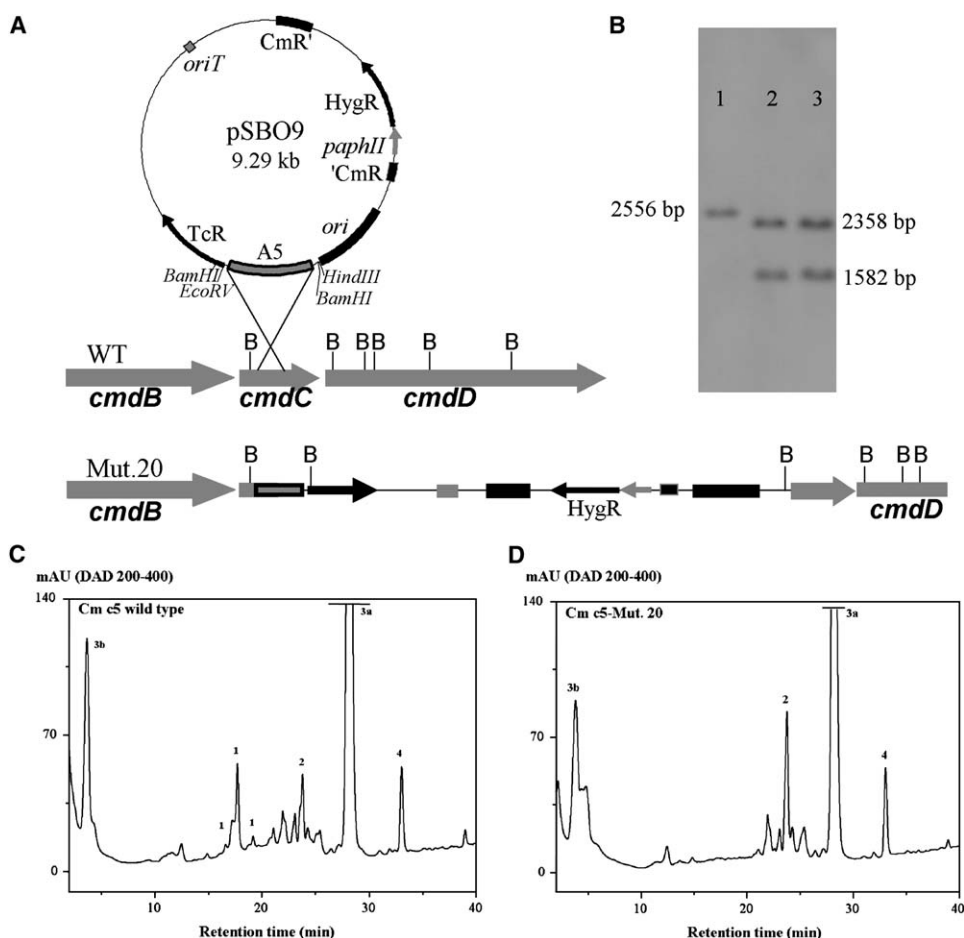 A
CmR'
oriT
HygR
pSBO9
9.29 kb
paphII
'CmR
ori
TcR
A5
BamHI
EcoRV
HindIII
BamHI
WT
B B B B B B
cmdB cmdC cmdD
Mut.20
B B B B B B
cmdB HygR cmdD
B
1 2 3
2556 bp
2358 bp
1582 bp
C
mAU (DAD 200-400)
140
70
0
Cm c5 wild type
3b
1
1
1
2
3a
4
10 20 30 40
Retention time (min)
D
mAU (DAD 200-400)
140
70
0
Cm c5-Mut. 20
3b
2
3a
4
10 20 30 40
Retention time (min)